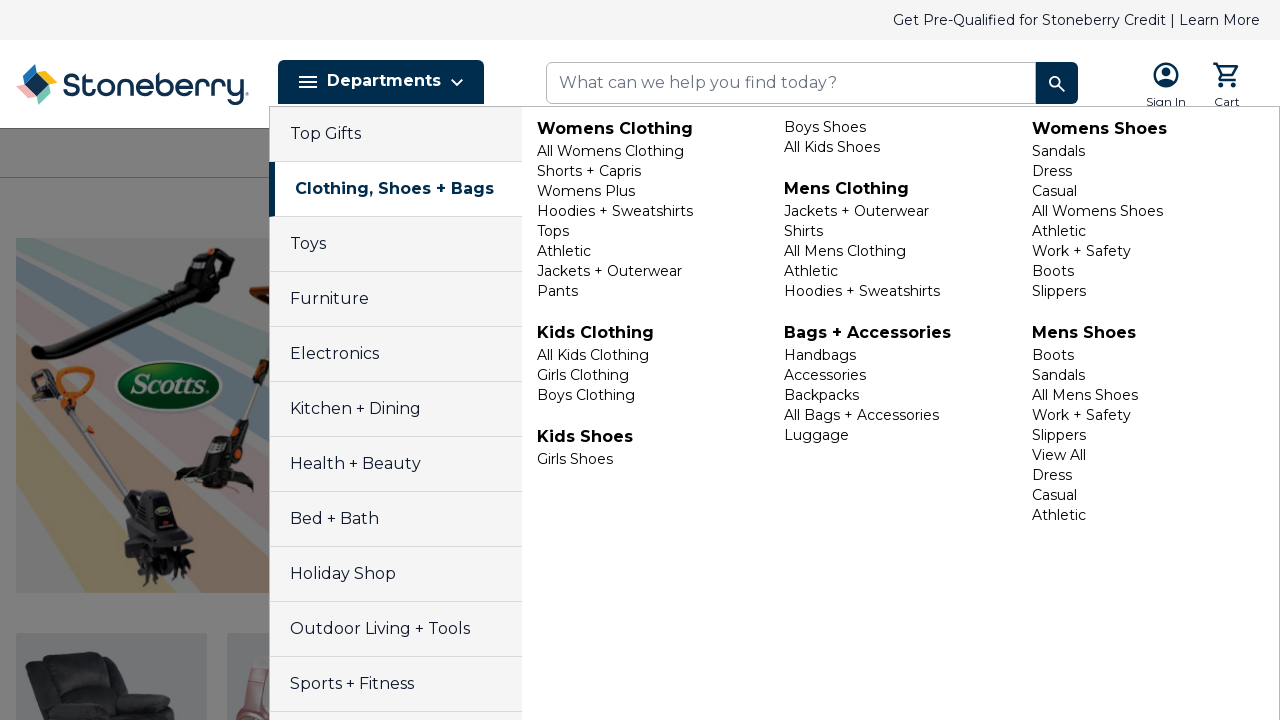 Get Pre-Qualified for Stoneberry Credit | Learn More
Stoneberry
Departments
What can we help you find today?
Sign In
Cart
Top Gifts
Clothing, Shoes + Bags
Toys
Furniture
Electronics
Kitchen + Dining
Health + Beauty
Bed + Bath
Holiday Shop
Outdoor Living + Tools
Sports + Fitness
Womens Clothing
All Womens Clothing
Shorts + Capris
Womens Plus
Hoodies + Sweatshirts
Tops
Athletic
Jackets + Outerwear
Pants
Kids Clothing
All Kids Clothing
Girls Clothing
Boys Clothing
Kids Shoes
Girls Shoes
Boys Shoes
All Kids Shoes
Mens Clothing
Jackets + Outerwear
Shirts
All Mens Clothing
Athletic
Hoodies + Sweatshirts
Bags + Accessories
Handbags
Accessories
Backpacks
All Bags + Accessories
Luggage
Womens Shoes
Sandals
Dress
Casual
All Womens Shoes
Athletic
Work + Safety
Boots
Slippers
Mens Shoes
Boots
Sandals
All Mens Shoes
Work + Safety
Slippers
View All
Dress
Casual
Athletic
Scotts